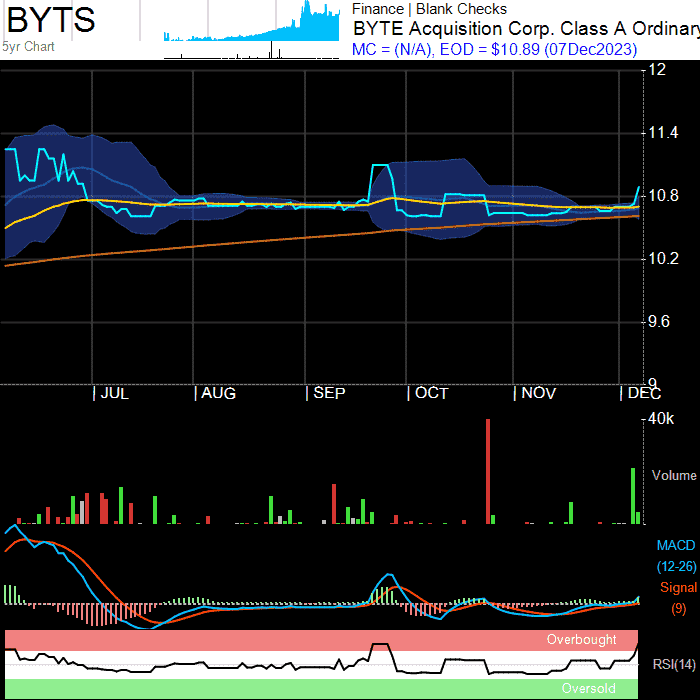 BYTS
5yr Chart
Finance | Blank Checks
BYTE Acquisition Corp. Class A Ordinary
MC = (N/A), EOD = $10.89 (07Dec2023)
12
11.4
10.8
10.2
9.6
9
| JUL | AUG | SEP | OCT | NOV | DEC
40k
Volume
MACD
(12-26)
Signal
(9)
Overbought
RSI(14)
Oversold